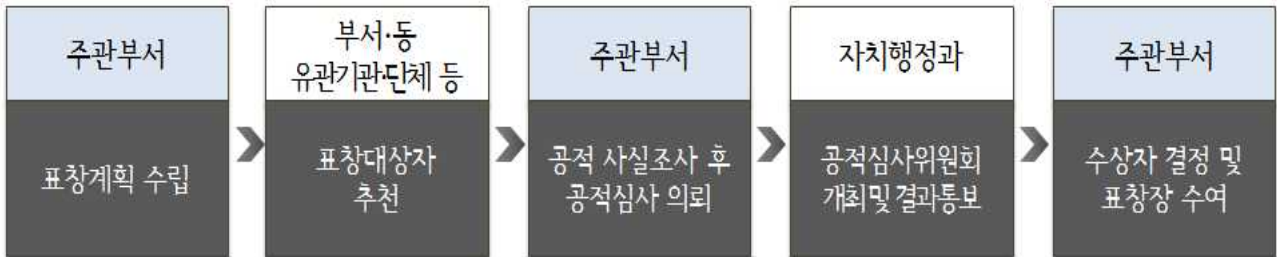 주관부서
표창계획 수립
부서·동
유관기관·단체 등
표창대상자
추천
주관부서
공적 사실조사 후
공적심사 의뢰
자치행정과
공적심사위원회
개최및결과통보
주관부서
수상자 결정 및
표창장 수여